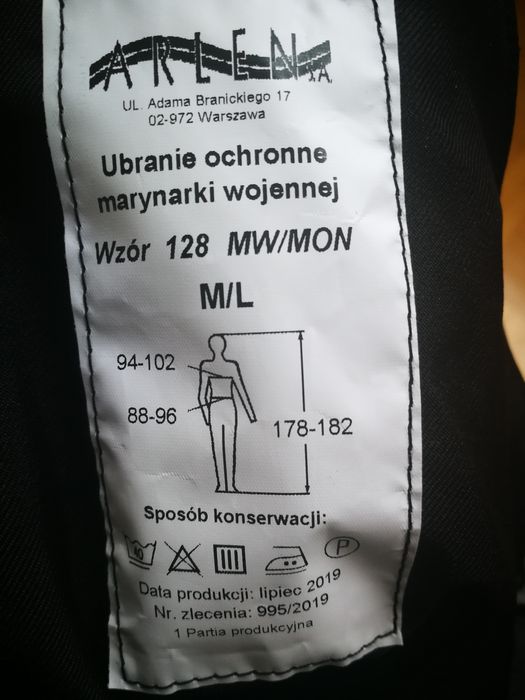 ARLEN S.A.
UL. Adama Branickiego 17
02-972 Warszawa
Ubranie ochronne
marynarki wojennej
Wzór 128 MW/MON
M/L
94-102
88-96
178-182
Sposób konserwacji:
40
P
Data produkcji: lipiec 2019
Nr. zlecenia: 995/2019
1 Partia produkcyjna